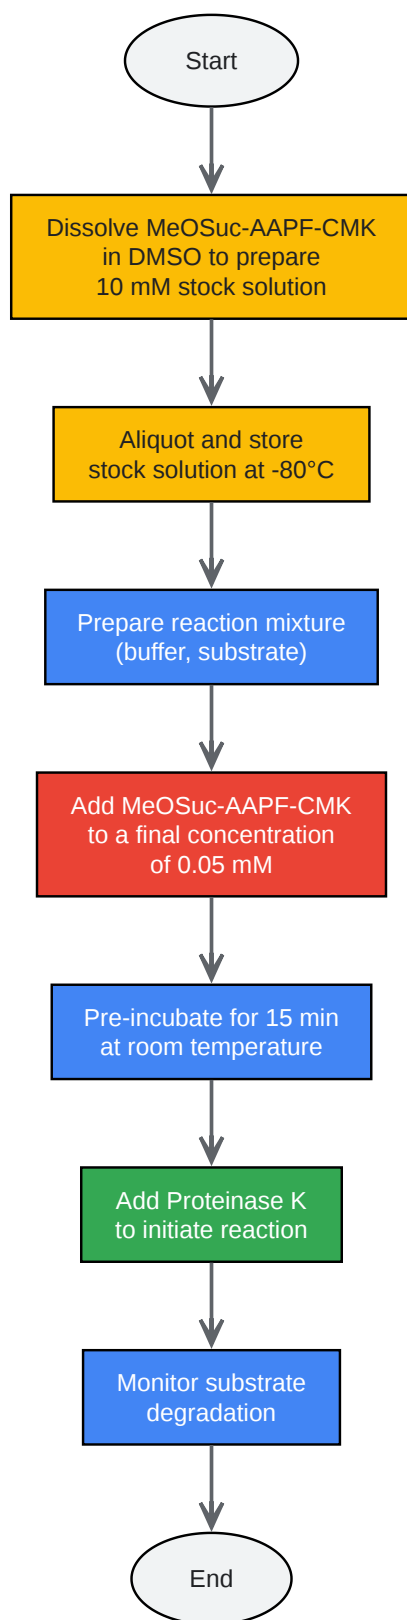 Start
Dissolve MeOSuc-AAPF-CMK
in DMSO to prepare
10 mM stock solution
Aliquot and store
stock solution at -80°C
Prepare reaction mixture
(buffer, substrate)
Add MeOSuc-AAPF-CMK
to a final concentration
of 0.05 mM
Pre-incubate for 15 min
at room temperature
Add Proteinase K
to initiate reaction
Monitor substrate
degradation
End